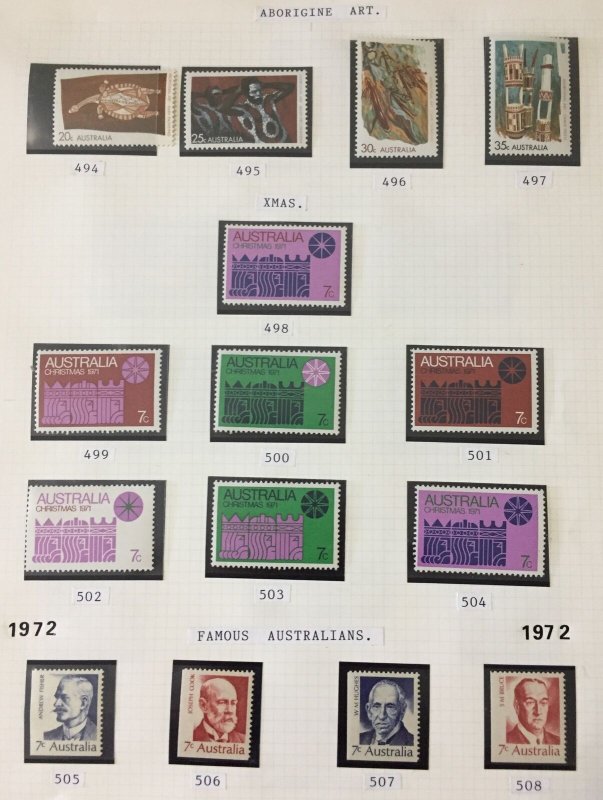 ABORIGINE ART.
20c AUSTRALIA
25c AUSTRALIA
30c AUSTRALIA
35c AUSTRALIA
494
495
496
497
XMAS.
AUSTRALIA
CHRISTMAS 1971
7c
498
AUSTRALIA
CHRISTMAS 1971
7c
AUSTRALIA
CHRISTMAS 1971
7c
AUSTRALIA
CHRISTMAS 1971
7c
499
500
501
AUSTRALIA
CHRISTMAS 1971
7c
AUSTRALIA
CHRISTMAS 1971
7c
AUSTRALIA
CHRISTMAS 1971
7c
502
503
504
1972
FAMOUS AUSTRALIANS.
1972
ANDREW FISHER
7c Australia
JOSEPH COOK
7c Australia
W.M. HUGHES
7c Australia
S.M. BRUCE
7c Australia
505
506
507
508